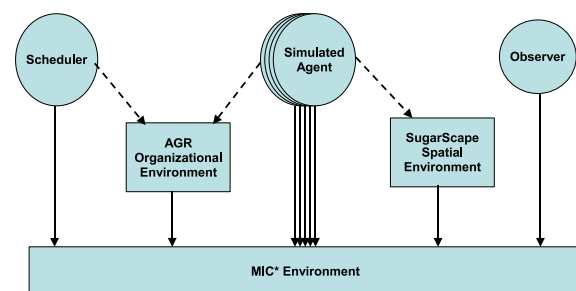 Scheduler
Simulated
Agent
Observer
AGR
Organizational
Environment
SugarScape
Spatial
Environment
MIC* Environment